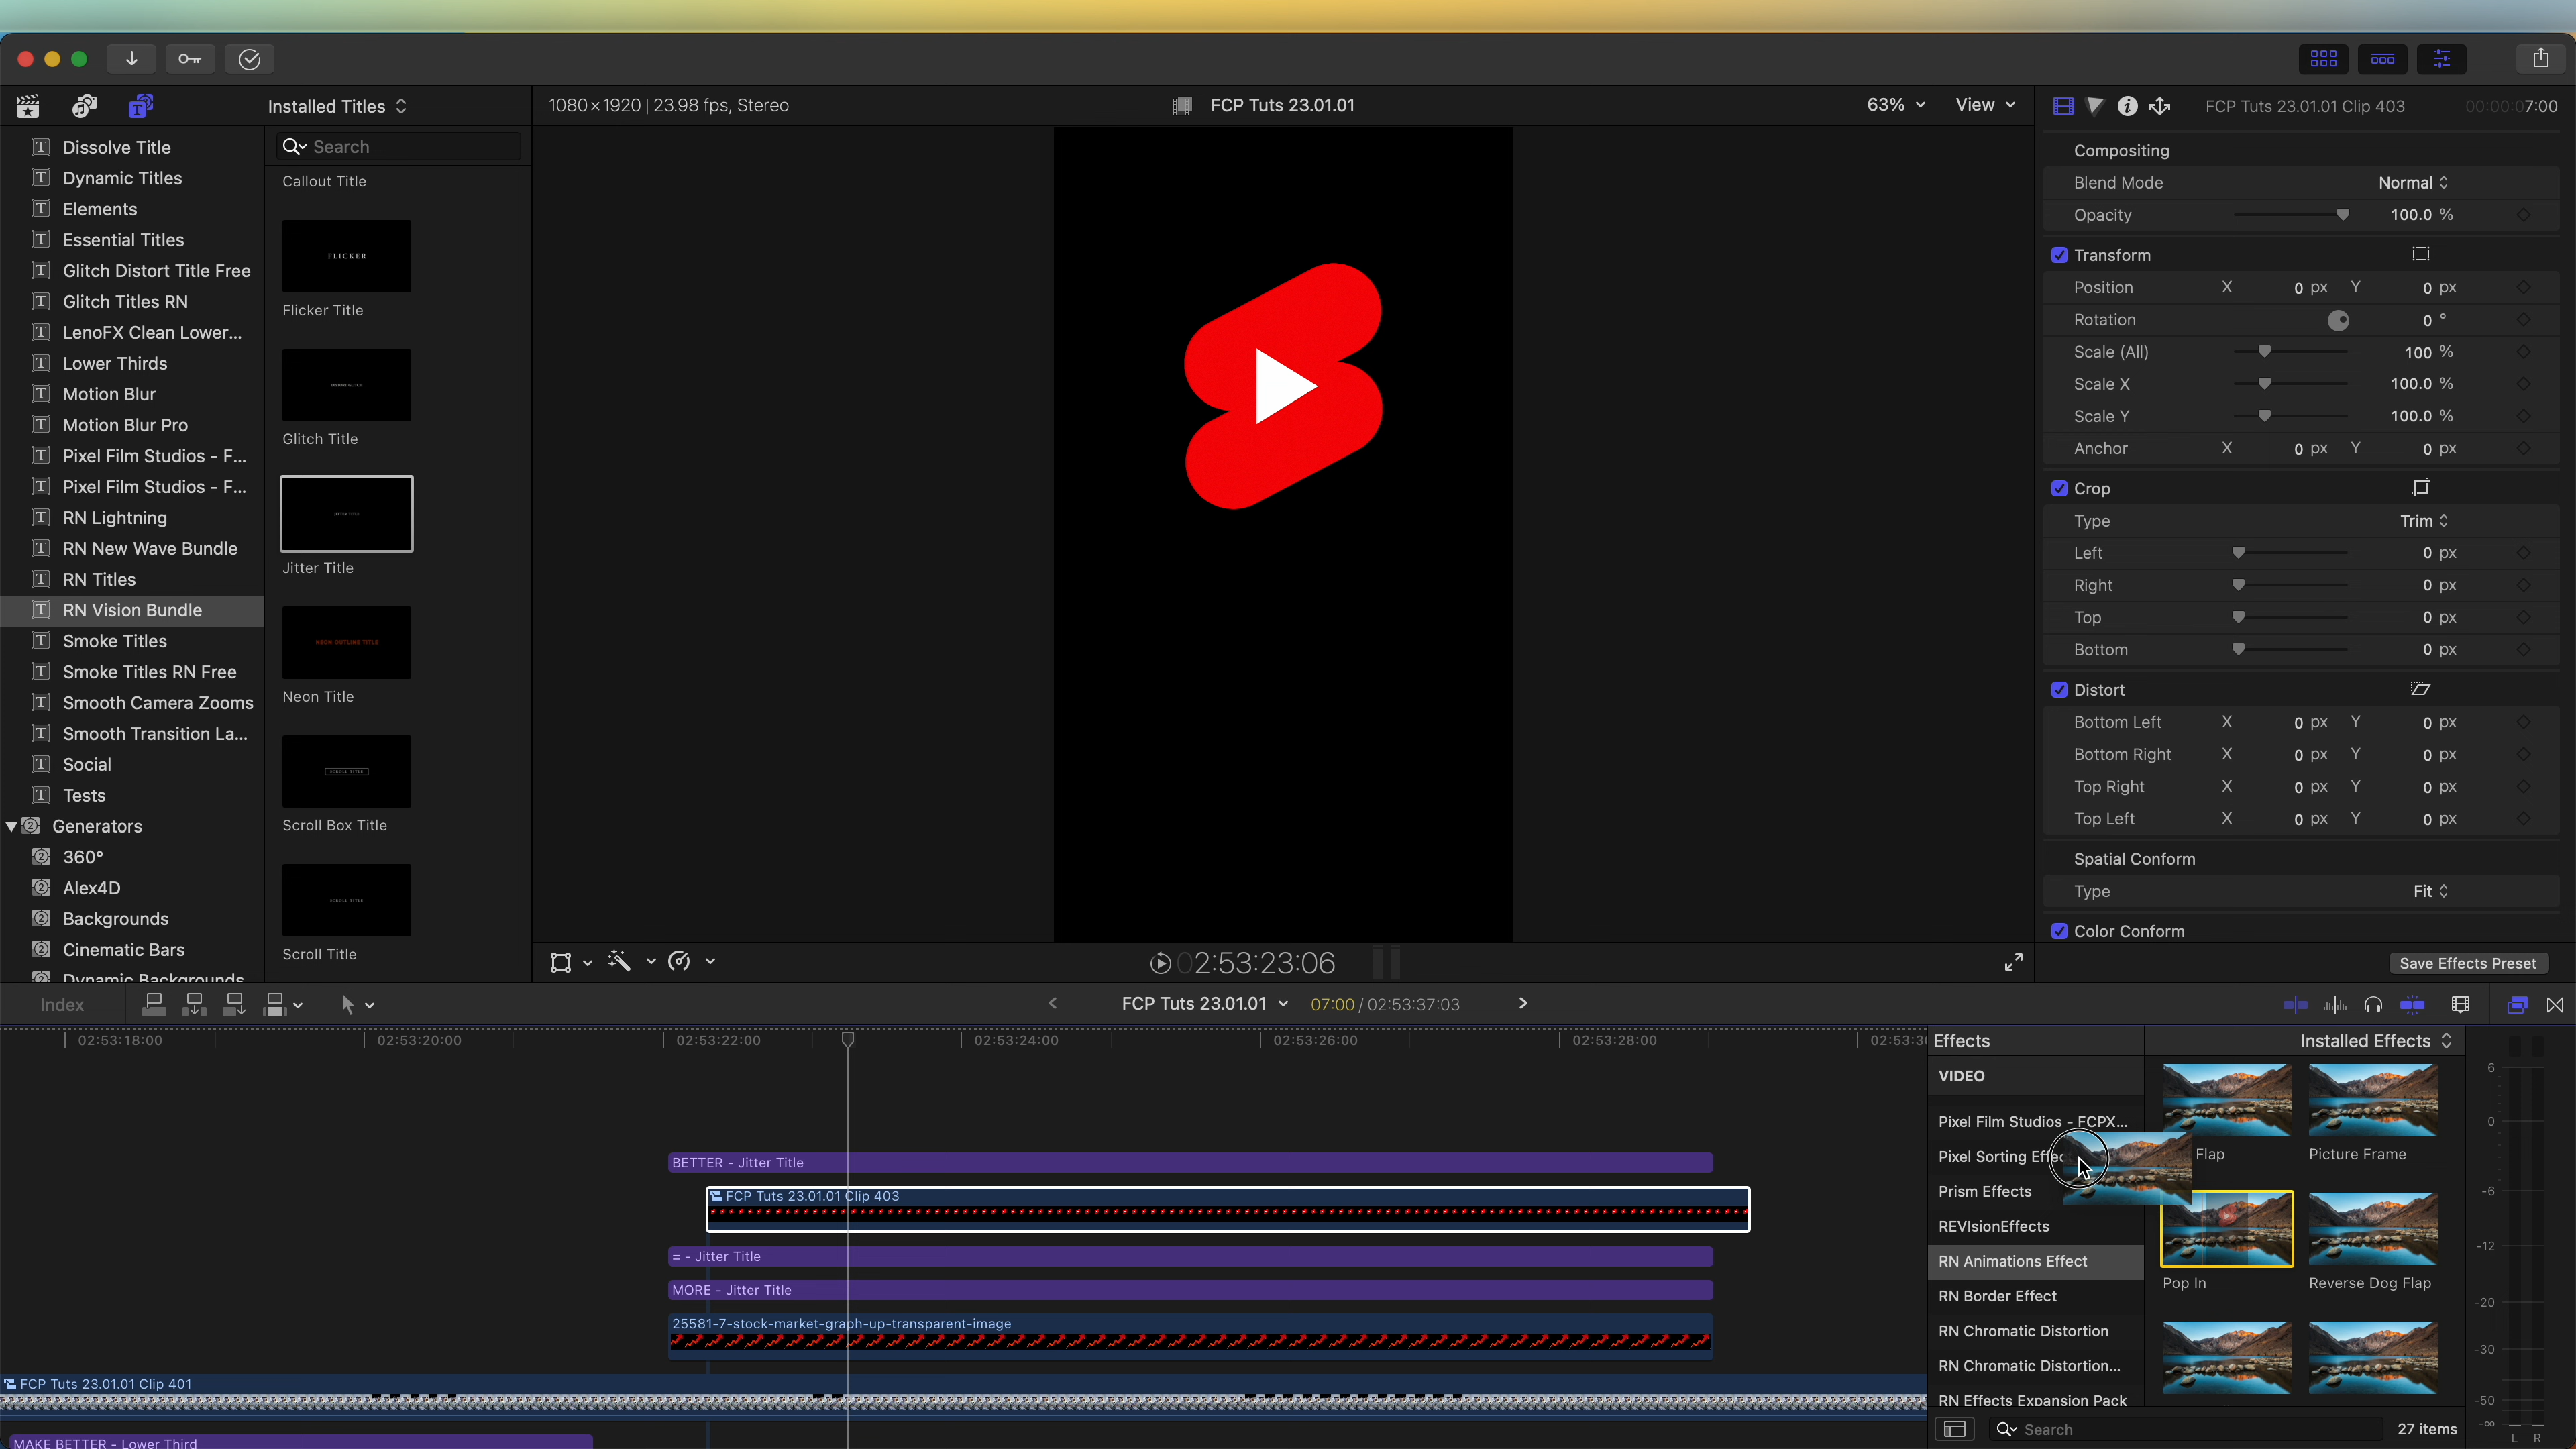 Installed Titles
1080×1920 | 23.98 fps, Stereo
FCP Tuts 23.01.01
63%
View
FCP Tuts 23.01.01 Clip 403
00:00:07:00
Dissolve Title
Dynamic Titles
Elements
Essential Titles
Glitch Distort Title Free
Glitch Titles RN
LenoFX Clean Lower...
Lower Thirds
Motion Blur
Motion Blur Pro
Pixel Film Studios - F...
Pixel Film Studios - F...
RN Lightning
RN New Wave Bundle
RN Titles
RN Vision Bundle
Smoke Titles
Smoke Titles RN Free
Smooth Camera Zooms
Smooth Transition La...
Social
Tests
Generators
360°
Alex4D
Backgrounds
Cinematic Bars
Dynamic Backgrounds
Search
Callout Title
FLICKER
Flicker Title
Glitch Title
JITTER TITLE
Jitter Title
NEON OUTLINE TITLE
Neon Title
SCROLL TITLE
Scroll Box Title
SCROLL TITLE
Scroll Title
Compositing
Blend Mode Normal
Opacity 100.0 %
Transform
Position X 0 px Y 0 px
Rotation 0 °
Scale (All) 100 %
Scale X 100.0 %
Scale Y 100.0 %
Anchor X 0 px Y 0 px
Crop
Type Trim
Left 0 px
Right 0 px
Top 0 px
Bottom 0 px
Distort
Bottom Left X 0 px Y 0 px
Bottom Right X 0 px Y 0 px
Top Right X 0 px Y 0 px
Top Left X 0 px Y 0 px
Spatial Conform
Type Fit
Color Conform
Save Effects Preset
02:53:23:06
Index
FCP Tuts 23.01.01
07:00 / 02:53:37:03
02:53:18:00
02:53:20:00
02:53:22:00
02:53:24:00
02:53:26:00
02:53:28:00
02:53:3
BETTER - Jitter Title
FCP Tuts 23.01.01 Clip 403
= - Jitter Title
MORE - Jitter Title
25581-7-stock-market-graph-up-transparent-image
FCP Tuts 23.01.01 Clip 401
MAKE BETTER - Lower Third
Effects
Installed Effects
VIDEO
Pixel Film Studios - FCPX...
Pixel Sorting Effec
Prism Effects
REVIsionEffects
RN Animations Effect
RN Border Effect
RN Chromatic Distortion
RN Chromatic Distortion...
RN Effects Expansion Pack
Flap
Picture Frame
Pop In
Reverse Dog Flap
Search
27 items
6
0
-6
-12
-20
-30
-50
-∞
L R